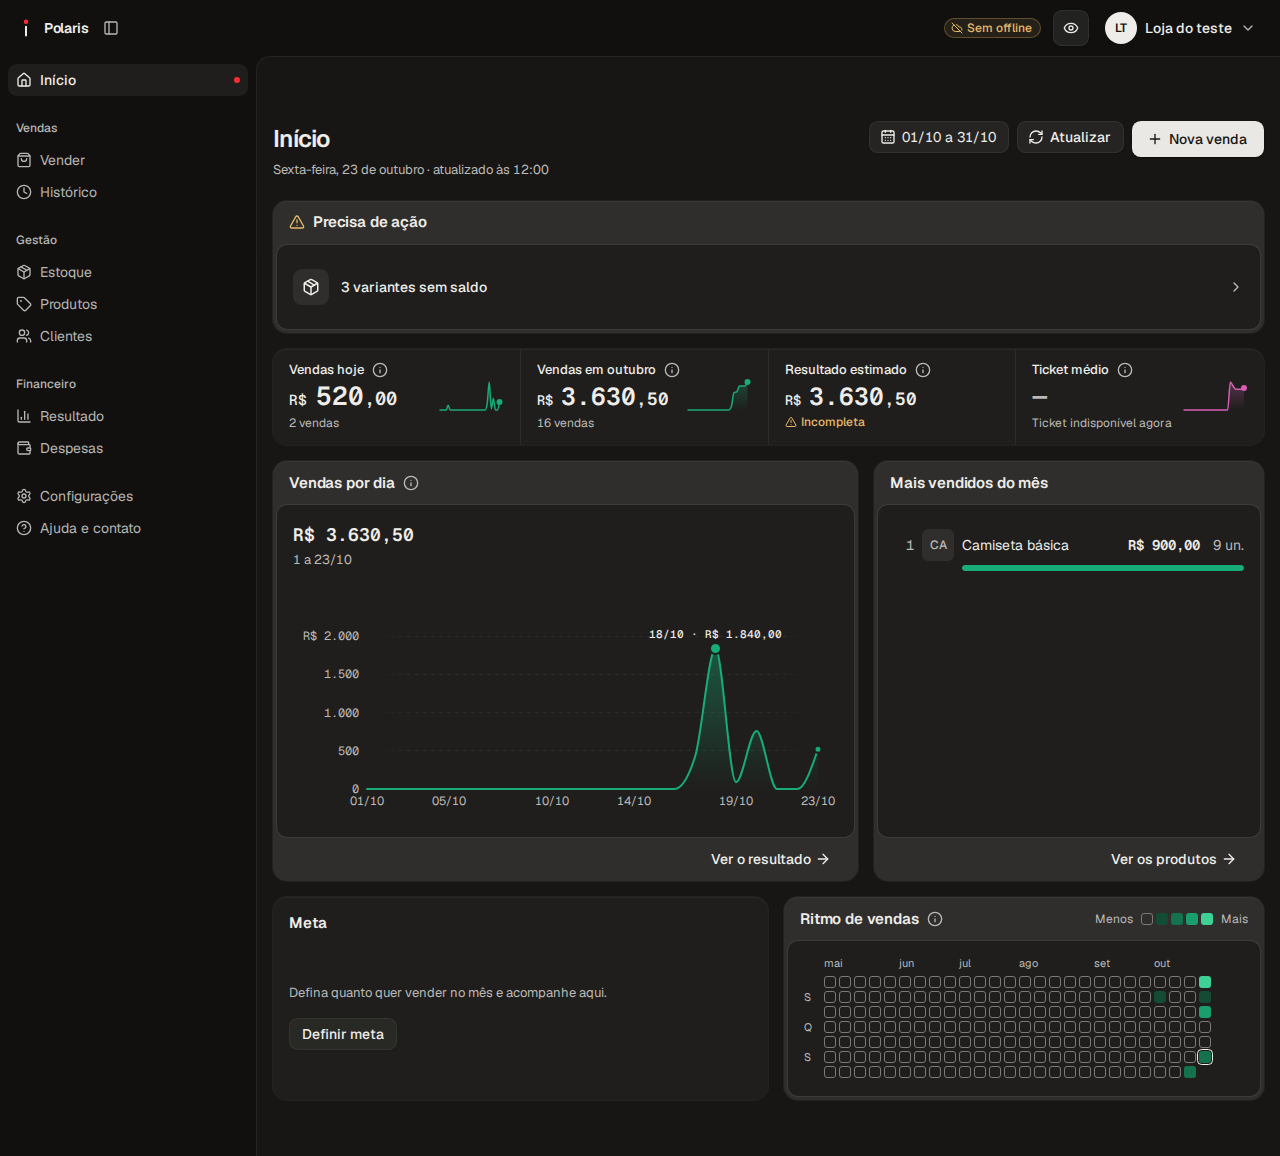 Polaris
Sem offline
LT
Loja do teste
Início
Vendas
Vender
Histórico
Gestão
Estoque
Produtos
Clientes
Financeiro
Resultado
Despesas
Configurações
Ajuda e contato
Início
Sexta-feira, 23 de outubro · atualizado às 12:00
01/10 a 31/10
Atualizar
Nova venda
Precisa de ação
3 variantes sem saldo
Vendas hoje
R$ 520,00
2 vendas
Vendas em outubro
R$ 3.630,50
16 vendas
Resultado estimado
R$ 3.630,50
Incompleta
Ticket médio
—
Ticket indisponível agora
Vendas por dia
R$ 3.630,50
1 a 23/10
18/10 · R$ 1.840,00
R$ 2.000
1.500
1.000
500
0
01/10 05/10 10/10 14/10 19/10 23/10
Ver o resultado
Mais vendidos do mês
1 CA Camiseta básica R$ 900,00 9 un.
Ver os produtos
Meta
Defina quanto quer vender no mês e acompanhe aqui.
Definir meta
Ritmo de vendas
Menos Mais
mai jun jul ago set out
S
Q
S